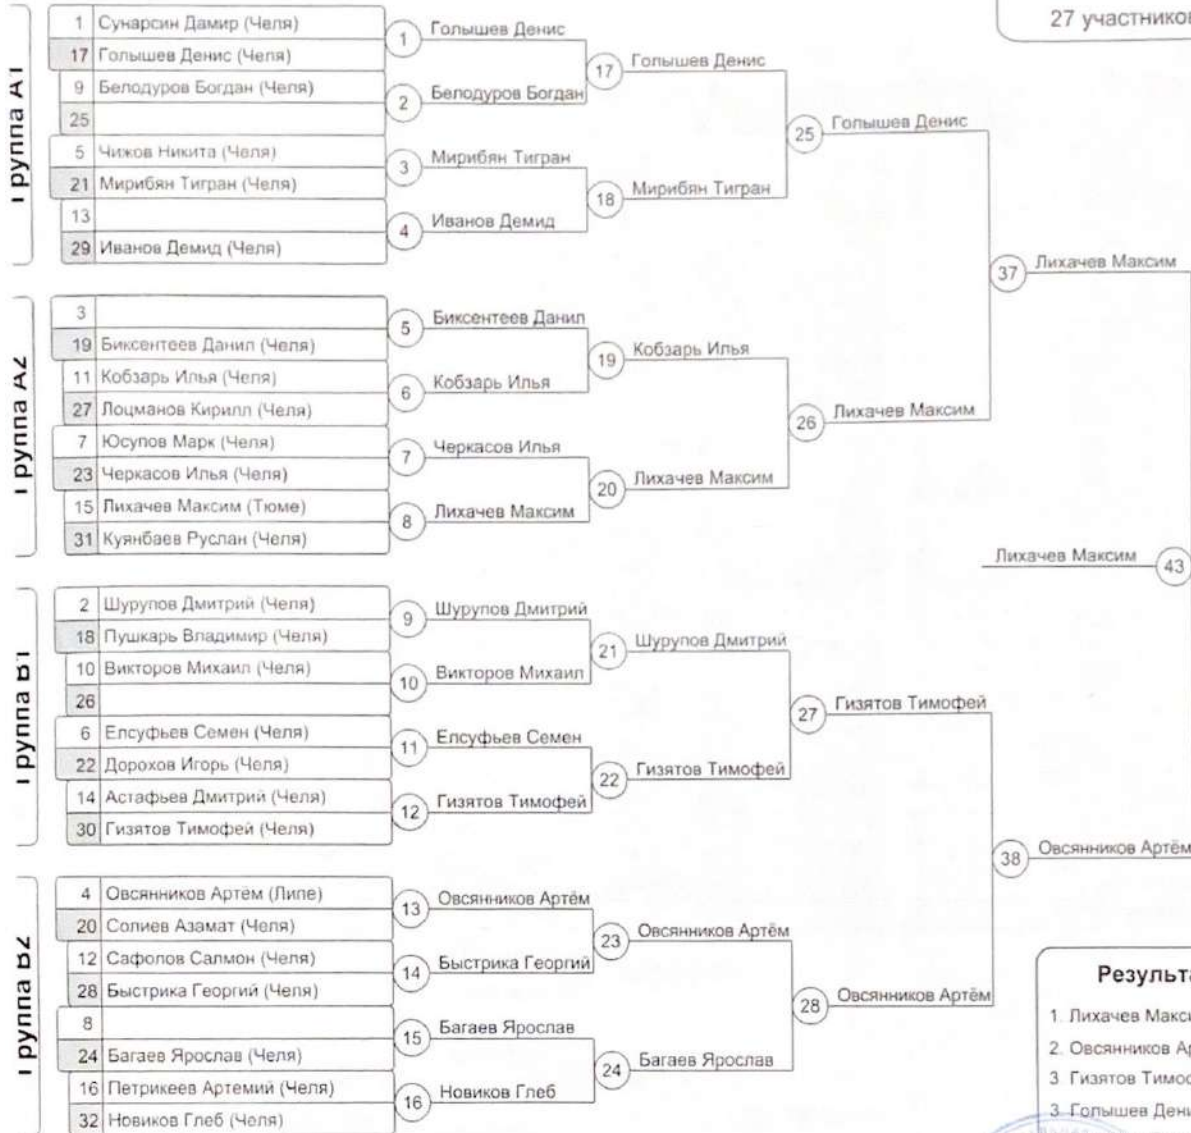 27 участников
Группа А1
1 Сунарсин Дамир (Челя)
17 Голышев Денис (Челя)
9 Белодуров Богдан (Челя)
25
5 Чижов Никита (Челя)
21 Мирибян Тигран (Челя)
13
29 Иванов Демид (Челя)
1 Голышев Денис
2 Белодуров Богдан
3 Мирибян Тигран
4 Иванов Демид
17 Голышев Денис
18 Мирибян Тигран
25 Голышев Денис
Группа А2
3
19 Биксентеев Данил (Челя)
11 Кобзарь Илья (Челя)
27 Лоцманов Кирилл (Челя)
7 Юсупов Марк (Челя)
23 Черкасов Илья (Челя)
15 Лихачев Максим (Тюме)
31 Куянбаев Руслан (Челя)
5 Биксентеев Данил
6 Кобзарь Илья
7 Черкасов Илья
8 Лихачев Максим
19 Кобзарь Илья
20 Лихачев Максим
26 Лихачев Максим
37 Лихачев Максим
Лихачев Максим 43
Группа В1
2 Шурупов Дмитрий (Челя)
18 Пушкарь Владимир (Челя)
10 Викторов Михаил (Челя)
26
6 Елсуфьев Семен (Челя)
22 Дорохов Игорь (Челя)
14 Астафьев Дмитрий (Челя)
30 Гизятов Тимофей (Челя)
9 Шурупов Дмитрий
10 Викторов Михаил
11 Елсуфьев Семен
12 Гизятов Тимофей
21 Шурупов Дмитрий
22 Гизятов Тимофей
27 Гизятов Тимофей
Группа В2
4 Овсянников Артём (Липе)
20 Солиев Азамат (Челя)
12 Сафолов Салмон (Челя)
28 Быстрика Георгий (Челя)
8
24 Багаев Ярослав (Челя)
16 Петрикеев Артемий (Челя)
32 Новиков Глеб (Челя)
13 Овсянников Артём
14 Быстрика Георгий
15 Багаев Ярослав
16 Новиков Глеб
23 Овсянников Артём
24 Багаев Ярослав
28 Овсянников Артём
38 Овсянников Артём
Результа
1. Лихачев Макси
2. Овсянников Ар
3 Гизятов Тимоф
3 Голышев Дени